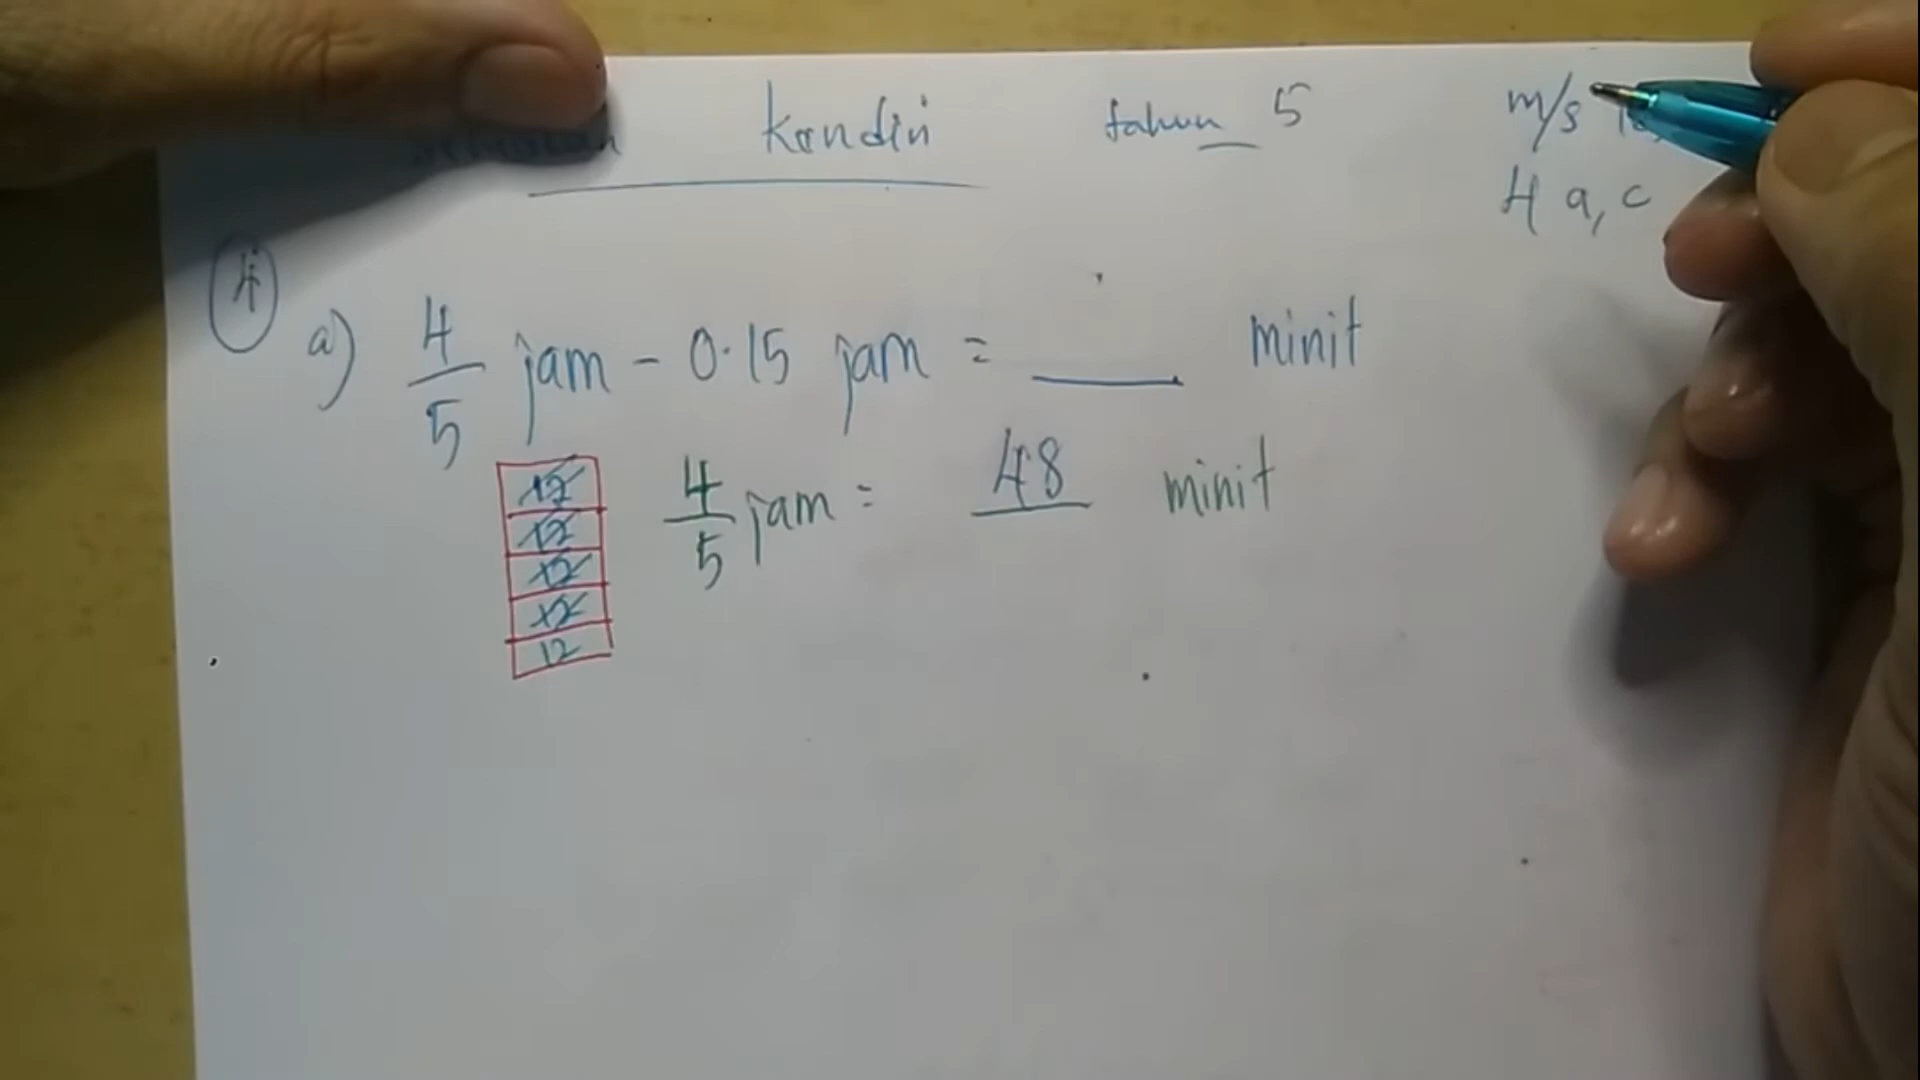 kendiri tahun 5
m/s
4 a, c
4
a) 4/5 jam - 0.15 jam = ____ minit
12
12
12
12
12
4/5 jam = 48 minit